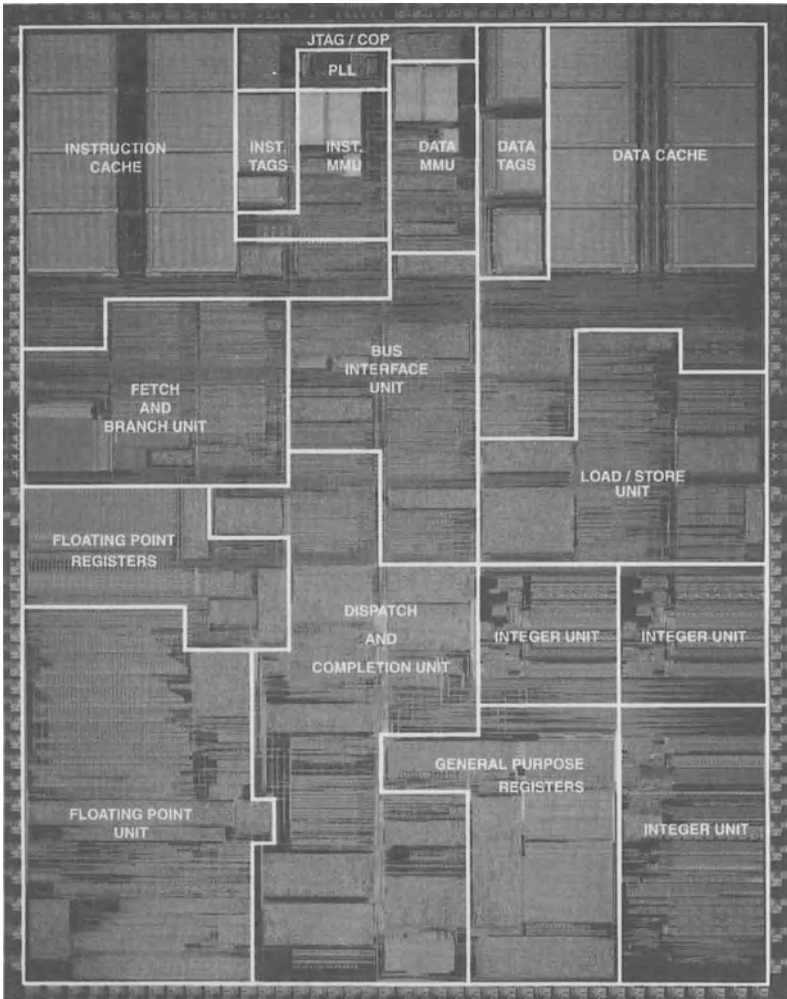 JTAG / COP
PLL
INSTRUCTION
CACHE
INST.
TAGS
INST.
MMU
DATA
MMU
DATA
TAGS
DATA CACHE
BUS
INTERFACE
UNIT
FETCH
AND
BRANCH UNIT
LOAD / STORE
UNIT
FLOATING POINT
REGISTERS
DISPATCH
AND
COMPLETION UNIT
INTEGER UNIT
INTEGER UNIT
GENERAL PURPOSE
REGISTERS
FLOATING POINT
UNIT
INTEGER UNIT